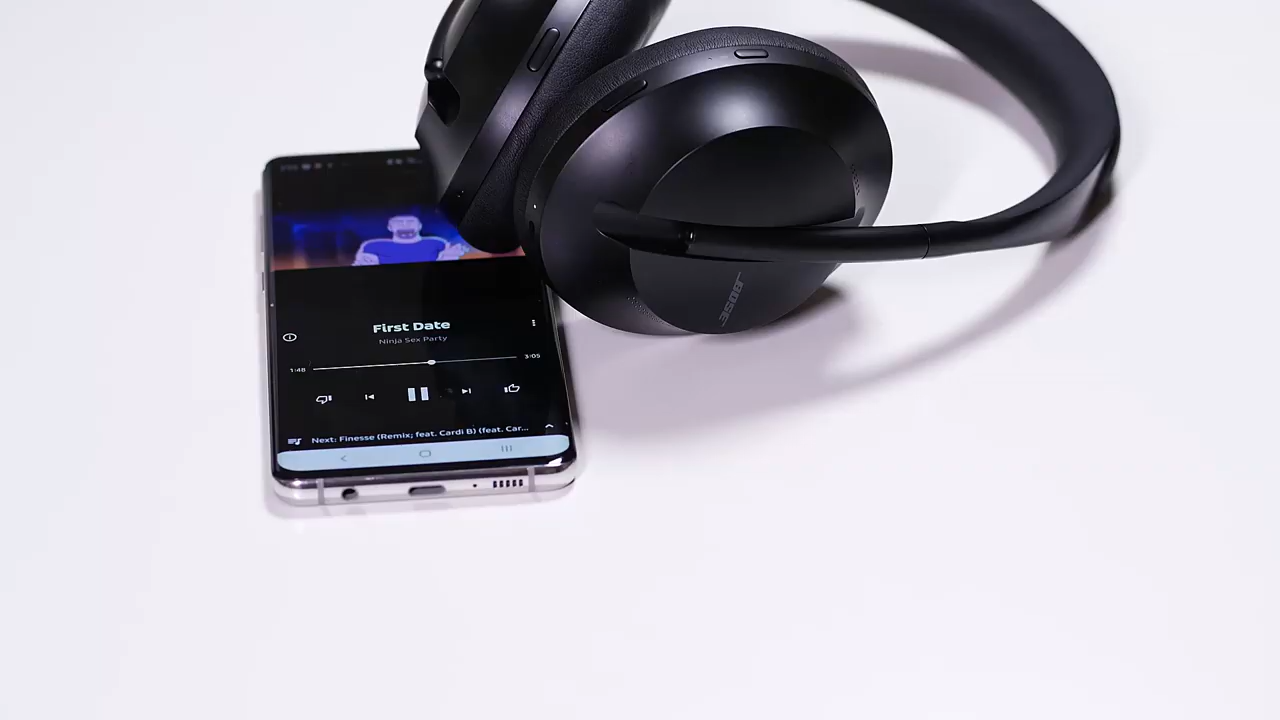 First Date
Ninja Sex Party
1:48
3:05
Next: Finesse (Remix; feat. Cardi B) (feat. Car...
BOSE